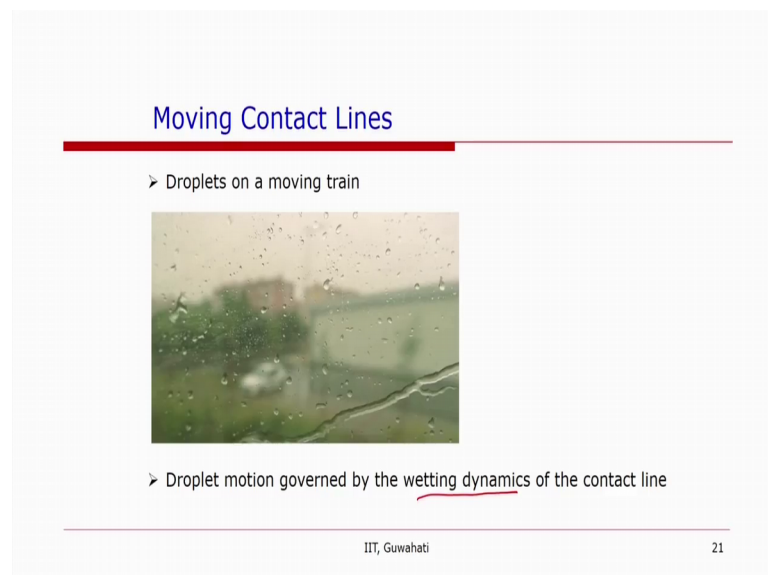 Moving Contact Lines
Droplets on a moving train
Droplet motion governed by the wetting dynamics of the contact line
IIT, Guwahati
21